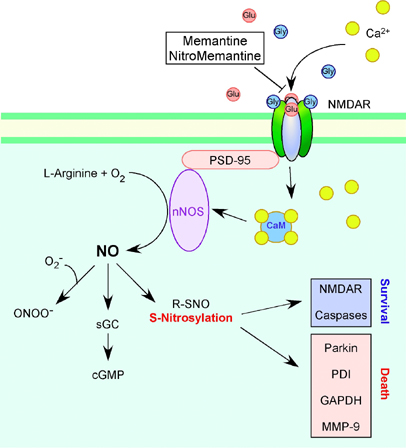 Glu
Gly
Ca²⁺
Memantine
NitroMemantine
Glu
Gly
Gly
Glu
Gly
Glu
NMDAR
PSD-95
L-Arginine + O₂
nNOS
CaM
NO
O₂⁻
ONOO⁻
sGC
cGMP
R-SNO
S-Nitrosylation
NMDAR
Caspases
Survival
Parkin
PDI
GAPDH
MMP-9
Death